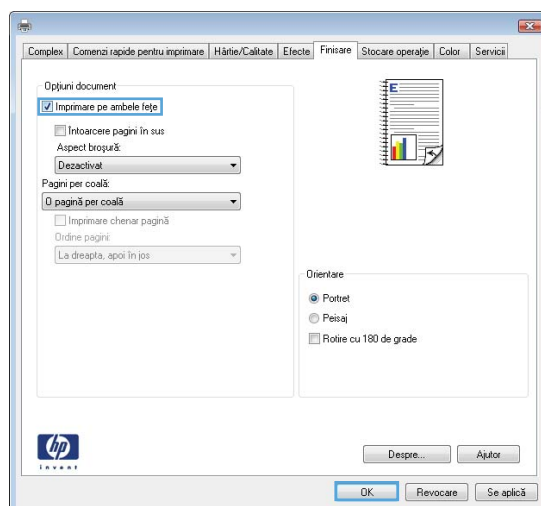 Complex Comenzi rapide pentru imprimare Hârtie/Calitate Efecte Finisare Stocare operaţie Color Servicii
Opţiuni document
Imprimare pe ambele feţe
Întoarcere pagini în sus
Aspect broşură:
Dezactivat
Pagini per coală:
O pagină per coală
Imprimare chenar pagină
Ordine pagini:
La dreapta, apoi în jos
E
Orientare
Portret
Peisaj
Rotire cu 180 de grade
hp
invent
Despre... Ajutor
OK Revocare Se aplică